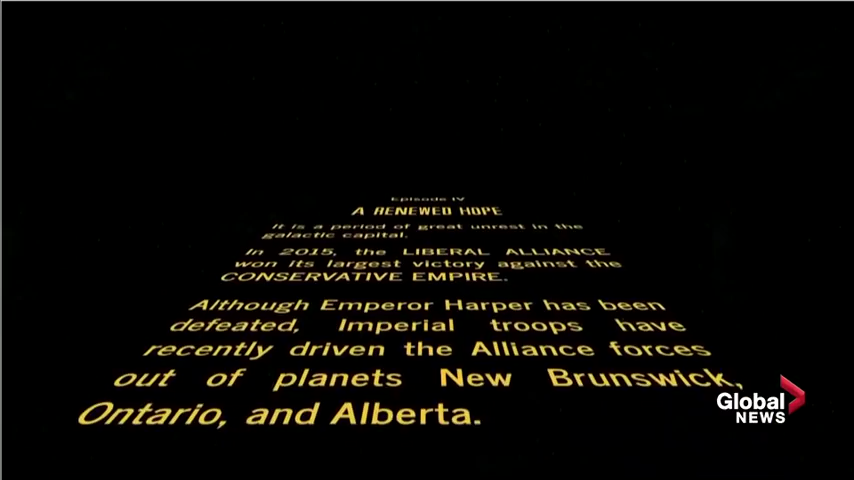 Episode IV
A RENEWED HOPE
It is a period of great unrest in the
galactic capital.
In 2015, the LIBERAL ALLIANCE
won its largest victory against the
CONSERVATIVE EMPIRE.
Although Emperor Harper has been
defeated, Imperial troops have
recently driven the Alliance forces
out of planets New Brunswick,
Ontario, and Alberta.
Global
NEWS